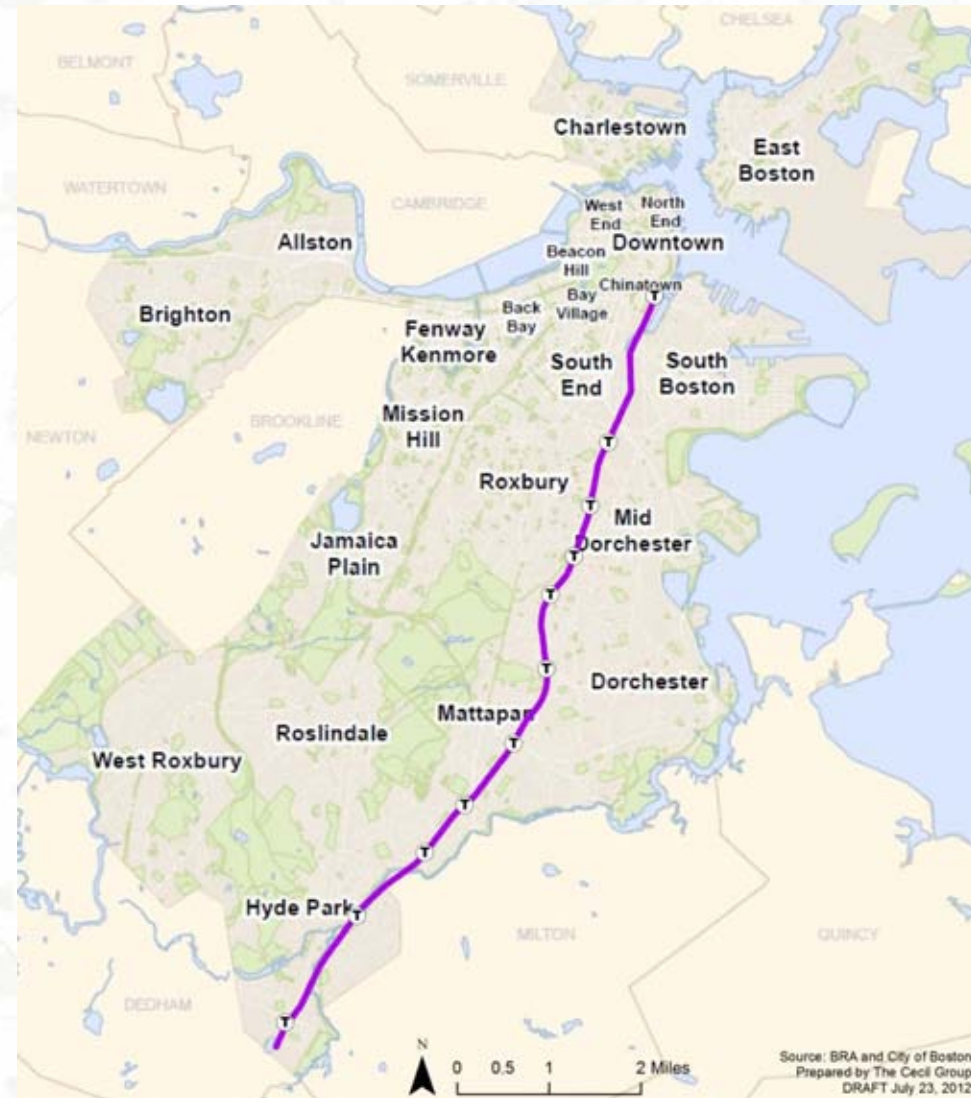 CHELSEA
BELMONT
SOMERVILLE
Charlestown
East
Boston
WATERTOWN
CAMBRIDGE
West
End
North
End
Allston
Downtown
Beacon
Hill
Chinatown
T
Brighton
Back
Bay
Bay
Village
Fenway
Kenmore
South
End
South
Boston
NEWTON
BROOKLINE
Mission
Hill
T
Roxbury
T
Mid
Dorchester
Jamaica
Plain
T
T
T
Dorchester
Mattapan
Roslindale
T
West Roxbury
T
T
Hyde Park
T
MILTON
QUINCY
DEDHAM
T
N
0 0.5 1 2 Miles
Source: BRA and City of Boston
Prepared by The Cecil Group
DRAFT July 23, 2012